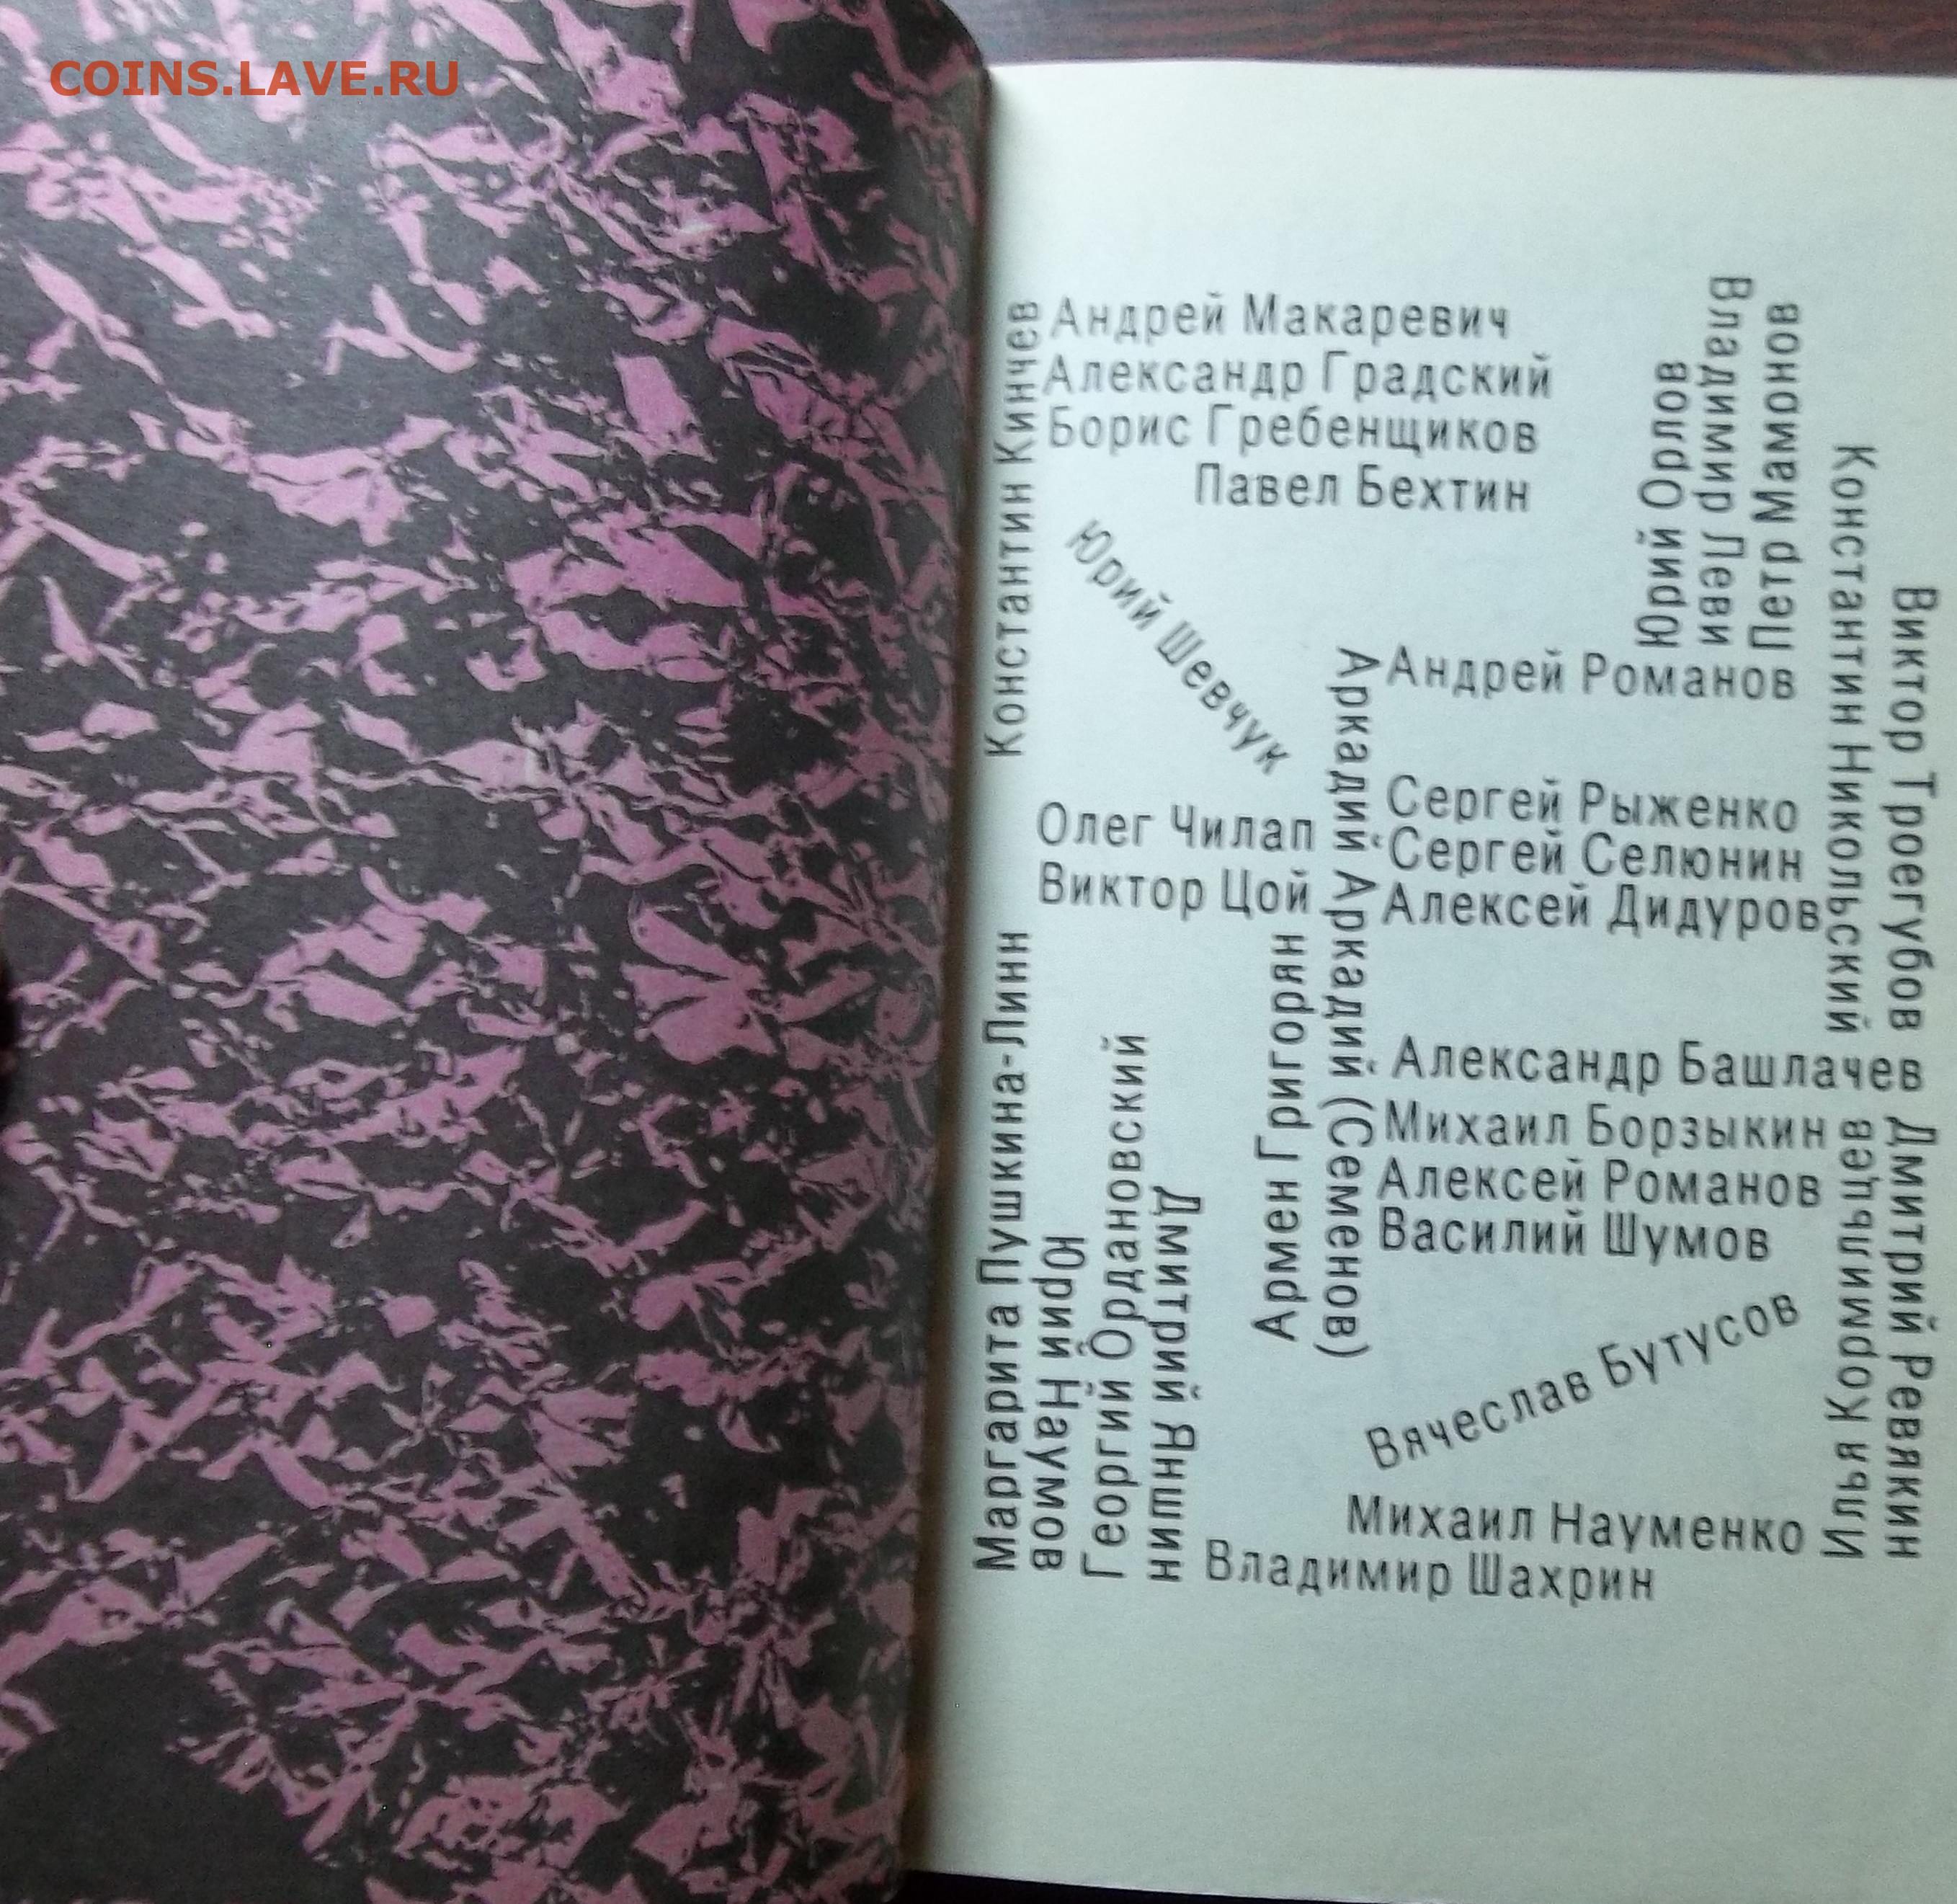 COINS.LAVE.RU
Константин Кинчев
Андрей Макаревич
Александр Градский
Борис Гребенщиков
Павел Бехтин
Юрий Орлов
Владимир Леви
Петр Мамонов
Константин Никольский
Виктор Троегубов
Юрий Шевчук
Аркадий Аркадий (Семенов)
Андрей Романов
Сергей Рыженко
Сергей Селюнин
Алексей Дидуров
Олег Чилап
Виктор Цой
Маргарита Пушкина-Линн
Юрий Наумов
Георгий Ордановский
Дмитрий Яншин
Армен Григорян
Александр Башлачев
Михаил Борзыкин
Алексей Романов
Василий Шумов
Илья Кормильцев
Дмитрий Ревякин
Вячеслав Бутусов
Михаил Науменко
Владимир Шахрин